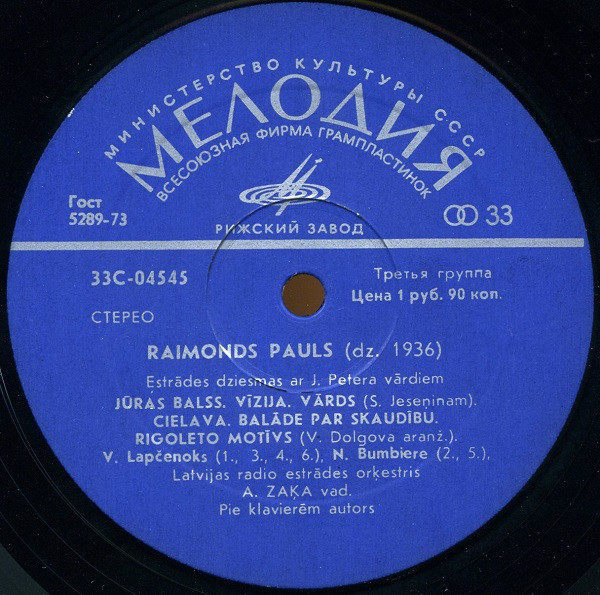 МИНИСТЕРСТВО КУЛЬТУРЫ СССР
МЕЛОДИЯ
ВСЕСОЮЗНАЯ ФИРМА ГРАМПЛАСТИНОК
Гост
5289-73
33
РИЖСКИЙ ЗАВОД
33С-04545
Третья группа
Цена 1 руб. 90 коп.
СТЕРЕО
RAIMONDS PAULS (dz. 1936)
Estrādes dziesmas ar J. Petera vārdiem
JŪRAS BALSS. VĪZIJA. VĀRDS (S. Jeseņinam).
CIELAVA. BALĀDE PAR SKAUDĪBU.
RIGOLETO MOTĪVS (V. Dolgova aranž.).
V. Lapčenoks (1., 3., 4., 6.), N. Bumbiere (2., 5.),
Latvijas radio estrādes orķestris
A. ZAĶA vad.
Pie klavierēm autors